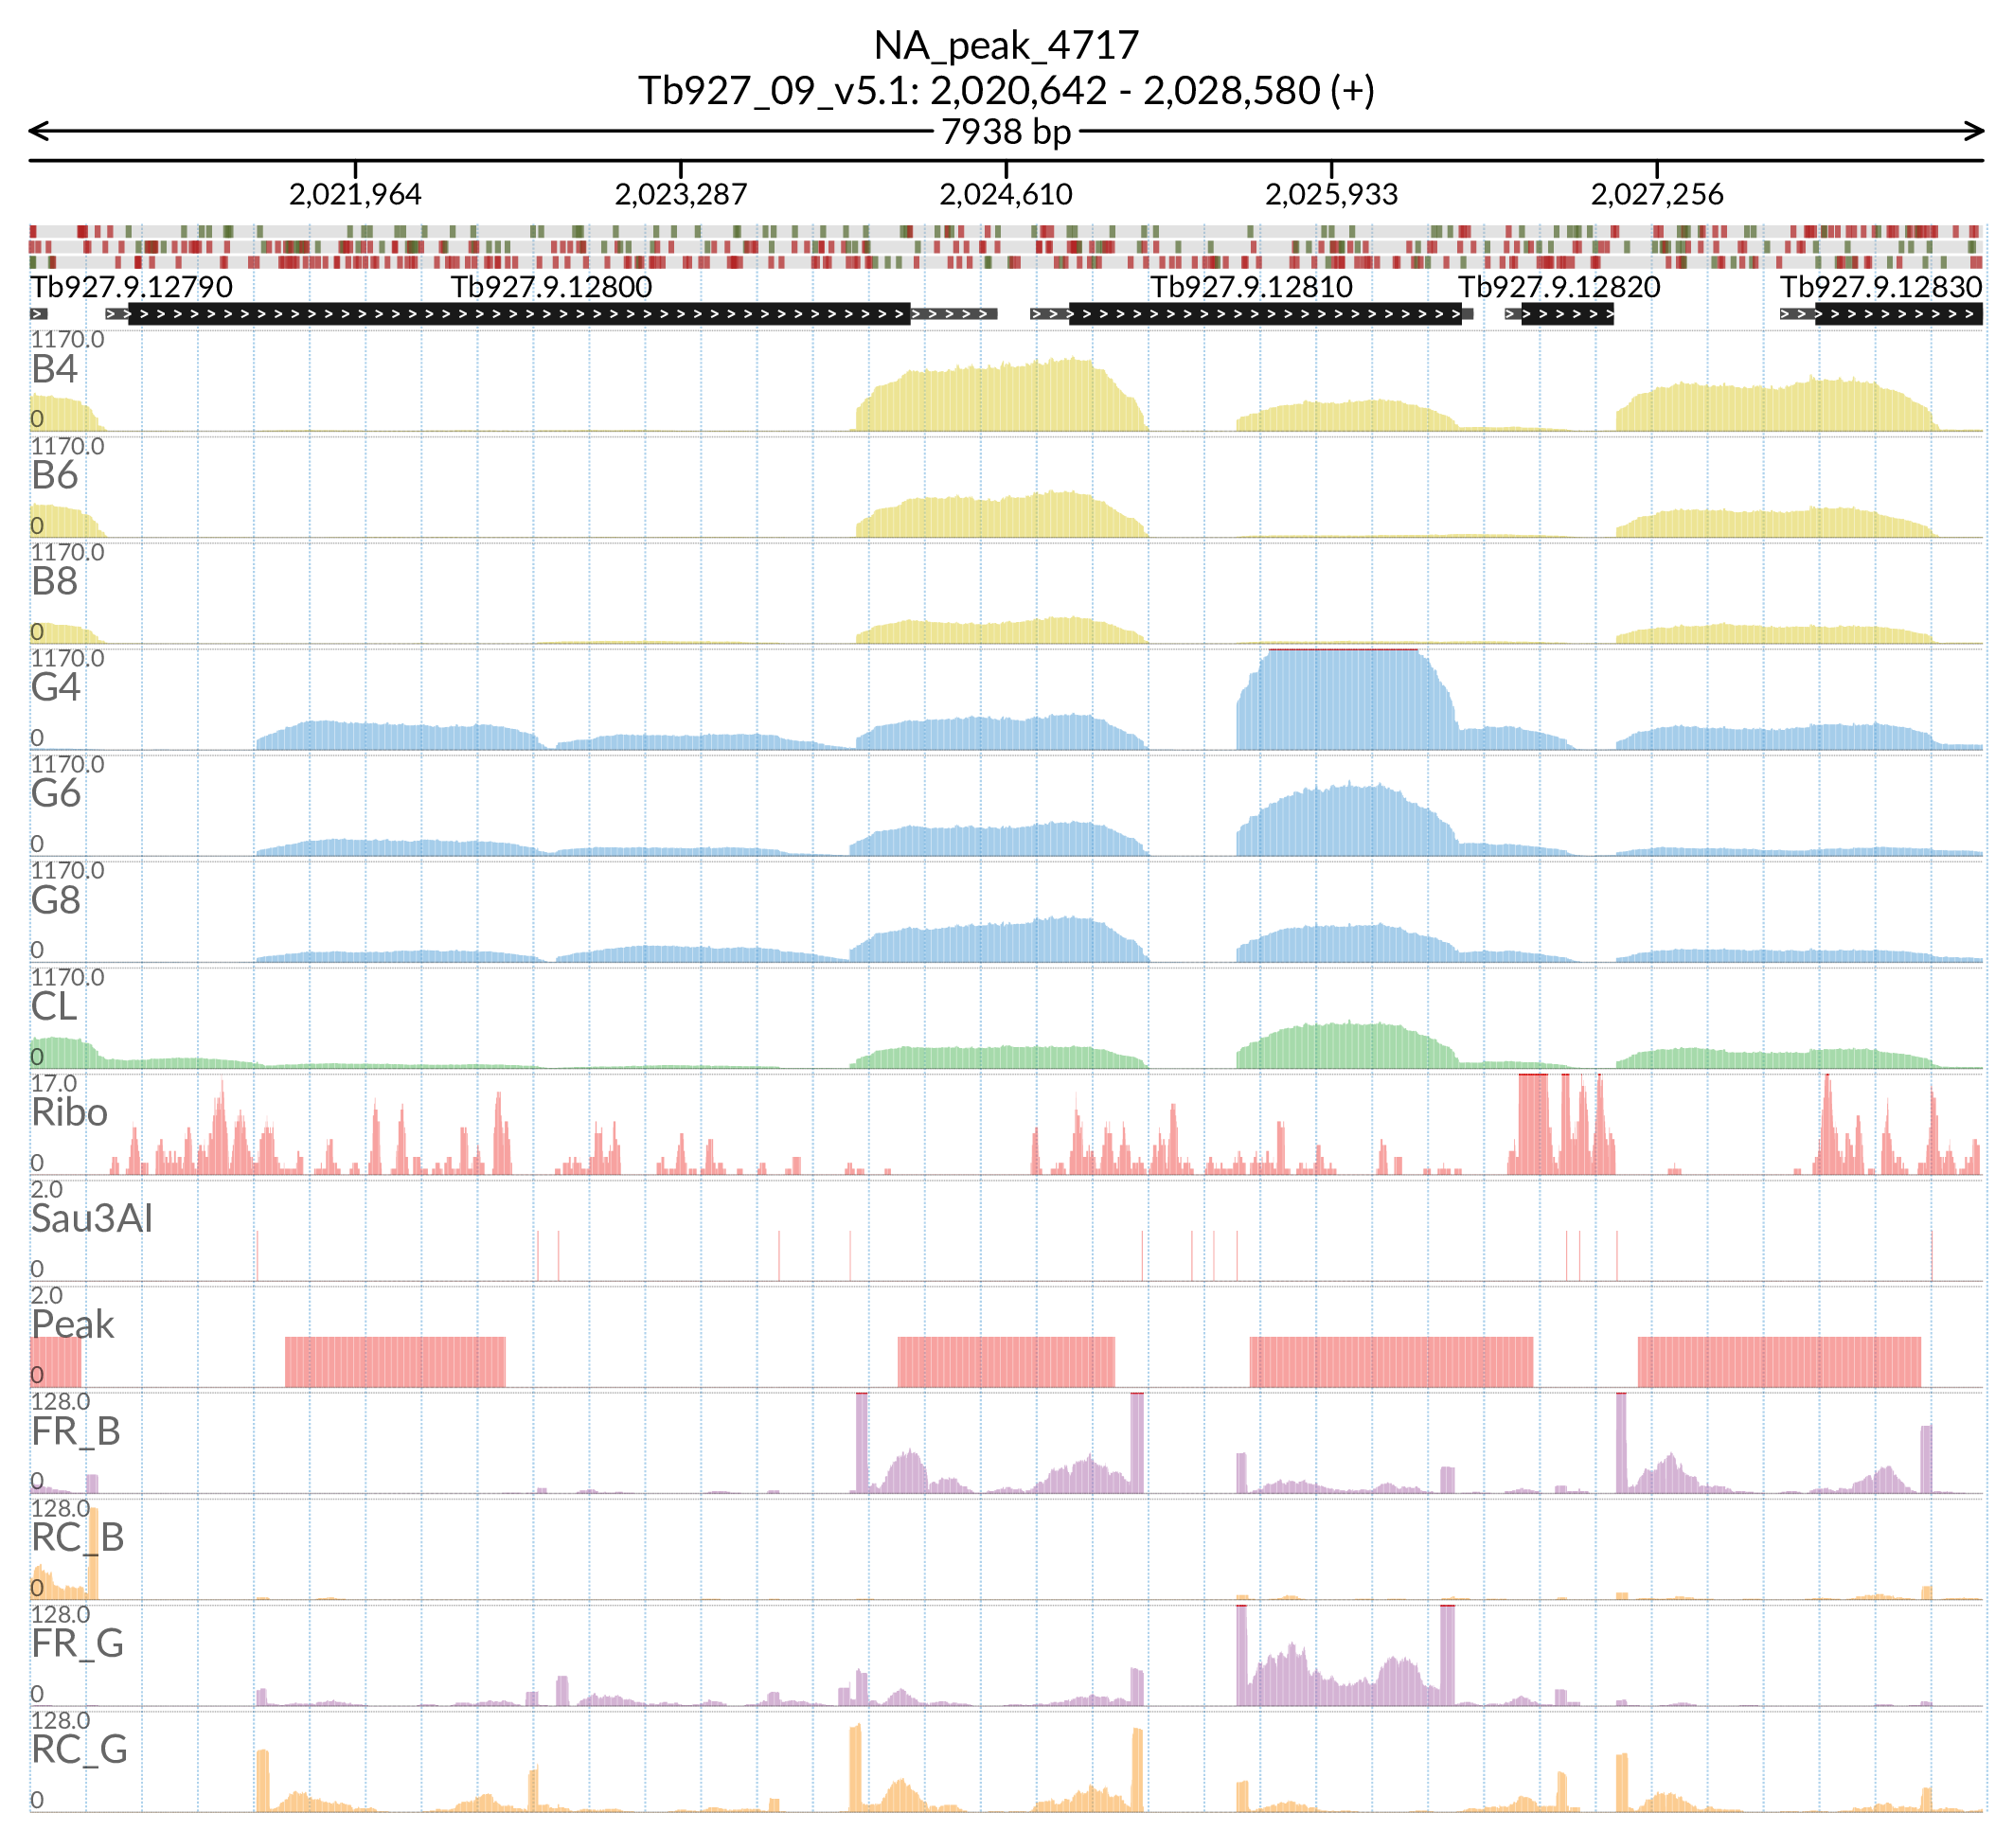 NA_peak_4717
Tb927_09_v5.1: 2,020,642 - 2,028,580 (+)
7938 bp
2,021,964 2,023,287 2,024,610 2,025,933 2,027,256
Tb927.9.12790 Tb927.9.12800 Tb927.9.12810 Tb927.9.12820 Tb927.9.12830
1170.0
B4
0
1170.0
B6
0
1170.0
B8
0
1170.0
G4
0
1170.0
G6
0
1170.0
G8
0
1170.0
CL
0
17.0
Ribo
0
2.0
Sau3AI
0
2.0
Peak
0
128.0
FR_B
0
128.0
RC_B
0
128.0
FR_G
0
128.0
RC_G
0